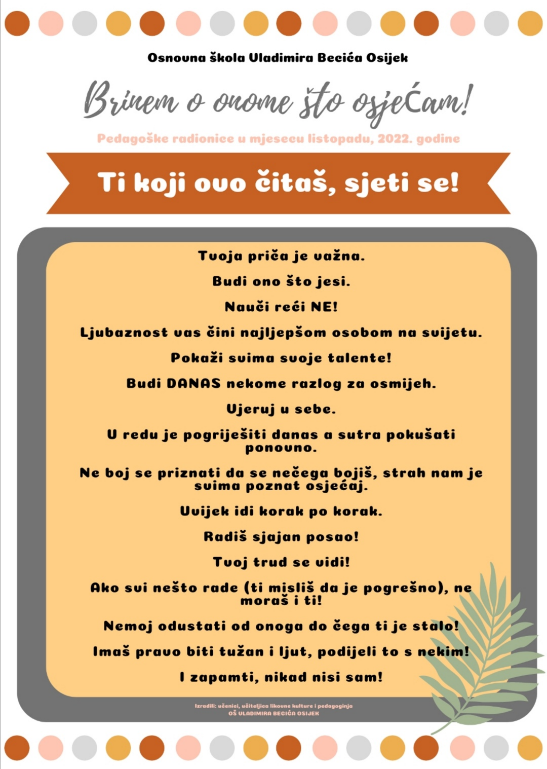 Osnovna škola Vladimira Becića Osijek
Brinem o onome što osjećam!
Pedagoške radionice u mjesecu listopadu, 2022. godine
Ti koji ovo čitaš, sjeti se!
Tvoja priča je važna.
Budi ono što jesi.
Nauči reći NE!
Ljubaznost vas čini najljepšom osobom na svijetu.
Pokaži svima svoje talente!
Budi DANAS nekome razlog za osmijeh.
Vjeruj u sebe.
U redu je pogriješiti danas a sutra pokušati
ponovno.
Ne boj se priznati da se nečega bojiš, strah nam je
svima poznat osjećaj.
Uvijek idi korak po korak.
Radiš sjajan posao!
Tvoj trud se vidi!
Ako svi nešto rade (ti misliš da je pogrešno), ne
moraš i ti!
Nemoj odustati od onoga do čega ti je stalo!
Imaš pravo biti tužan i ljut, podijeli to s nekim!
I zapamti, nikad nisi sam!
Izradili: učenici, učiteljica likovne kulture i pedagoginja
OŠ VLADIMIRA BECIĆA OSIJEK